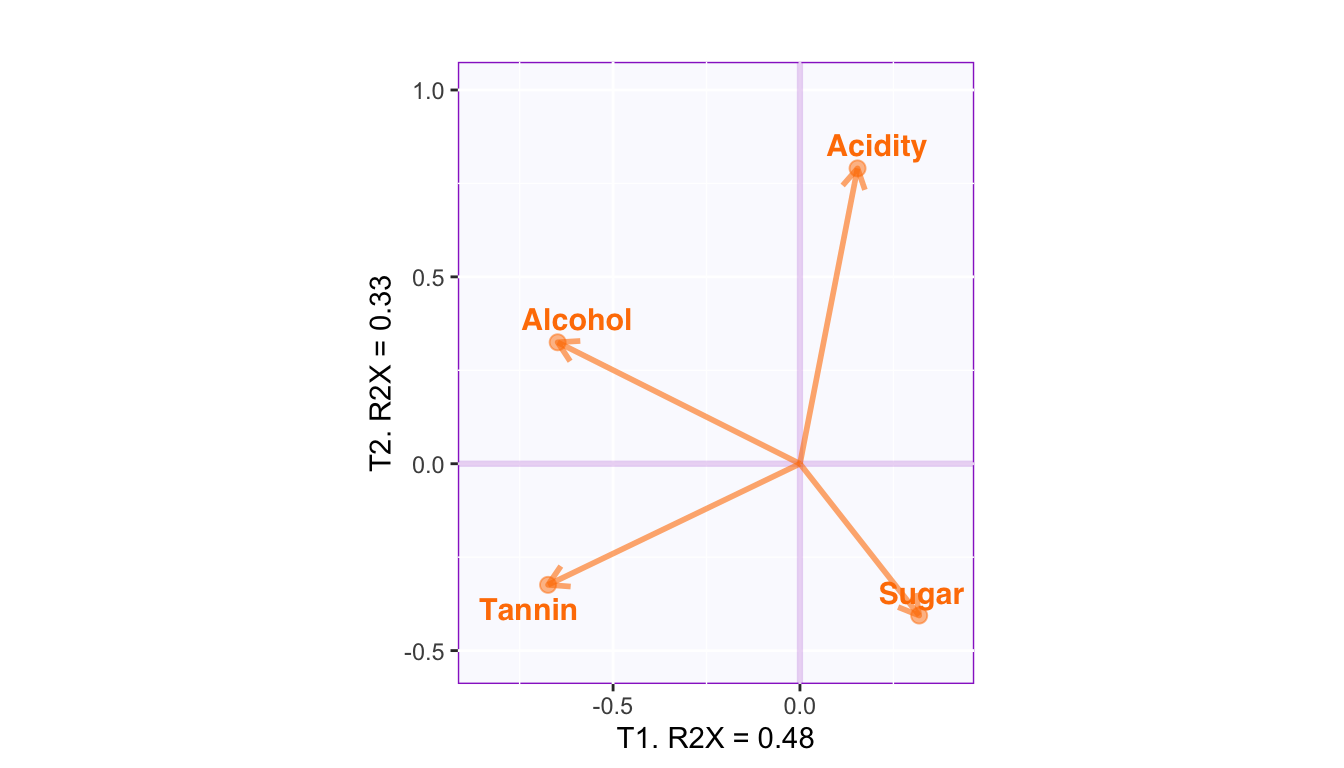 1.0
Acidity
0.5
Alcohol
T2. R2X = 0.33
0.0
Sugar
Tannin
-0.5
-0.5 0.0
T1. R2X = 0.48